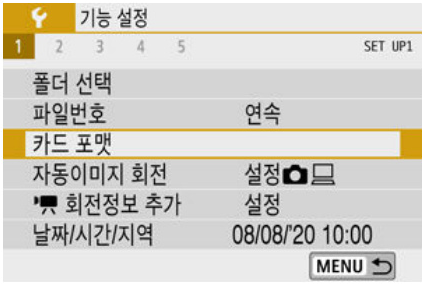 기능 설정
1 2 3 4 5 SET UP1
폴더 선택
파일번호 연속
카드 포맷
자동이미지 회전 설정
회전정보 추가 설정
날짜/시간/지역 08/08/'20 10:00
MENU